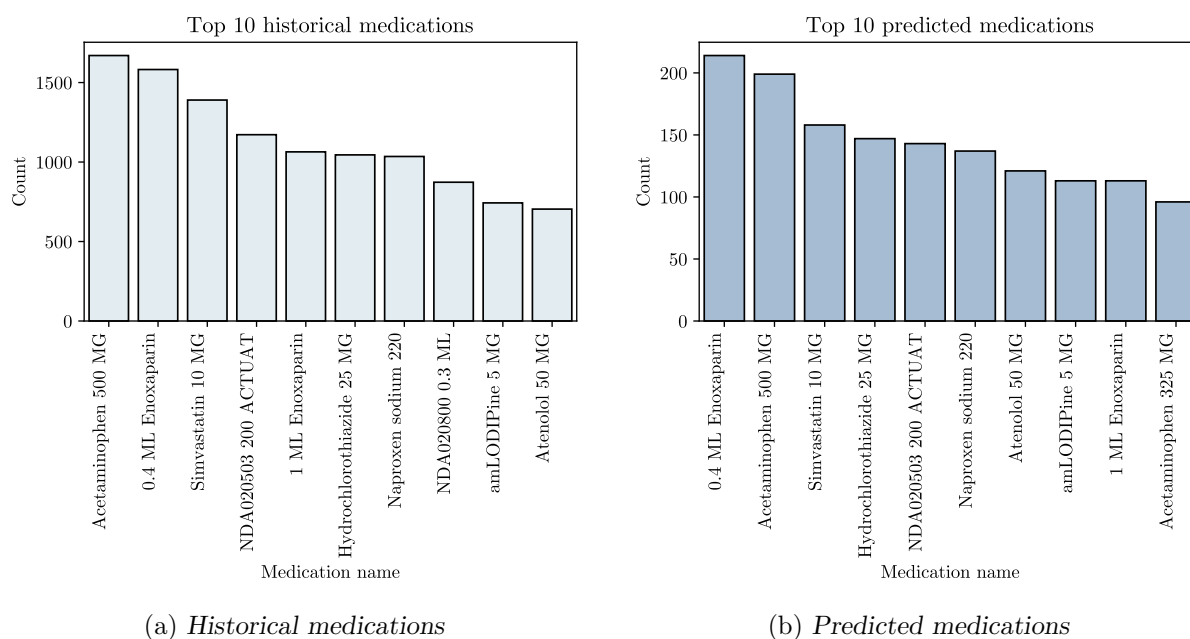 Top 10 historical medications
Count
1500
1000
500
0
Acetaminophen 500 MG
0.4 ML Enoxaparin
Simvastatin 10 MG
NDA020503 200 ACTUAT
1 ML Enoxaparin
Hydrochlorothiazide 25 MG
Naproxen sodium 220
NDA020800 0.3 ML
amLODIPine 5 MG
Atenolol 50 MG
Medication name
(a) Historical medications
Top 10 predicted medications
Count
200
150
100
50
0
0.4 ML Enoxaparin
Acetaminophen 500 MG
Simvastatin 10 MG
Hydrochlorothiazide 25 MG
NDA020503 200 ACTUAT
Naproxen sodium 220
Atenolol 50 MG
amLODIPine 5 MG
1 ML Enoxaparin
Acetaminophen 325 MG
Medication name
(b) Predicted medications